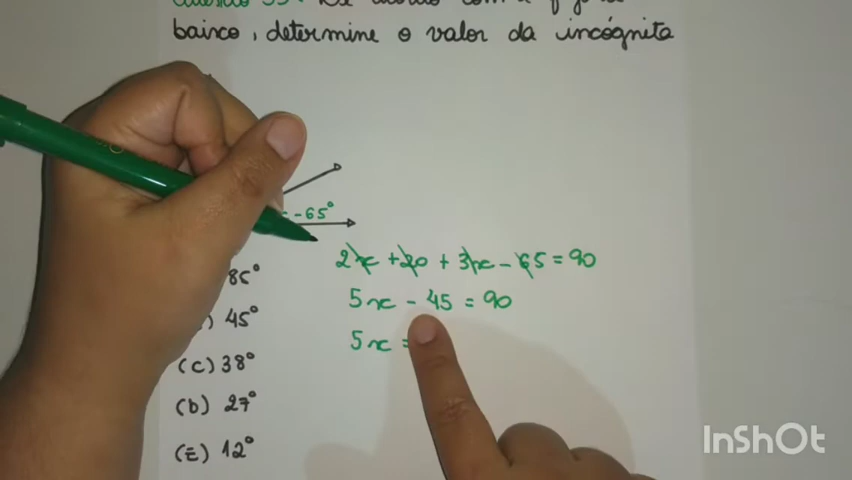 baixo, determine o valor da incógnita
-65°
2x + 20 + 3x - 65 = 90
5x - 45 = 90
5x =
85°
45°
(C) 38°
(D) 27°
(E) 12°
InShOt